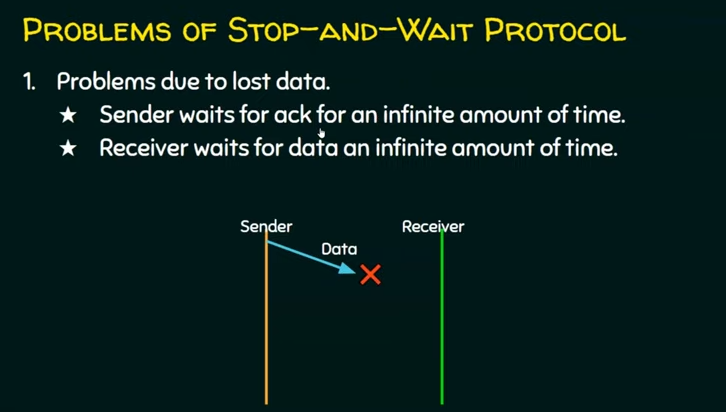 Problems of Stop-and-Wait Protocol
1. Problems due to lost data.
★ Sender waits for ack for an infinite amount of time.
★ Receiver waits for data an infinite amount of time.
Sender Receiver
Data